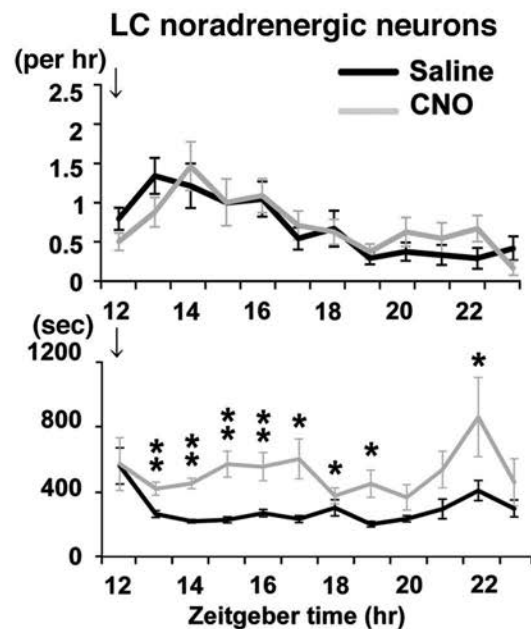 LC noradrenergic neurons
(per hr)
↓
Saline
CNO
2.5
2
1.5
1
0.5
0
12 14 16 18 20 22
(sec)
↓
1200
800
400
0
* * * * * * * * * * * *
12 14 16 18 20 22
Zeitgeber time (hr)